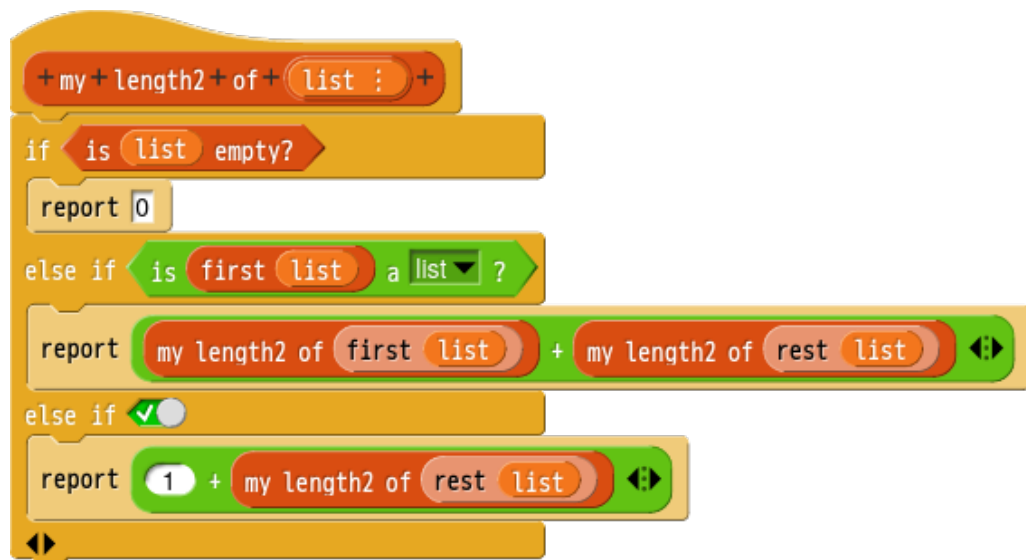 + my + length2 + of + list ⋮ +
if is list empty?
report 0
else if is first list a list ?
report my length2 of first list + my length2 of rest list
else if
report 1 + my length2 of rest list